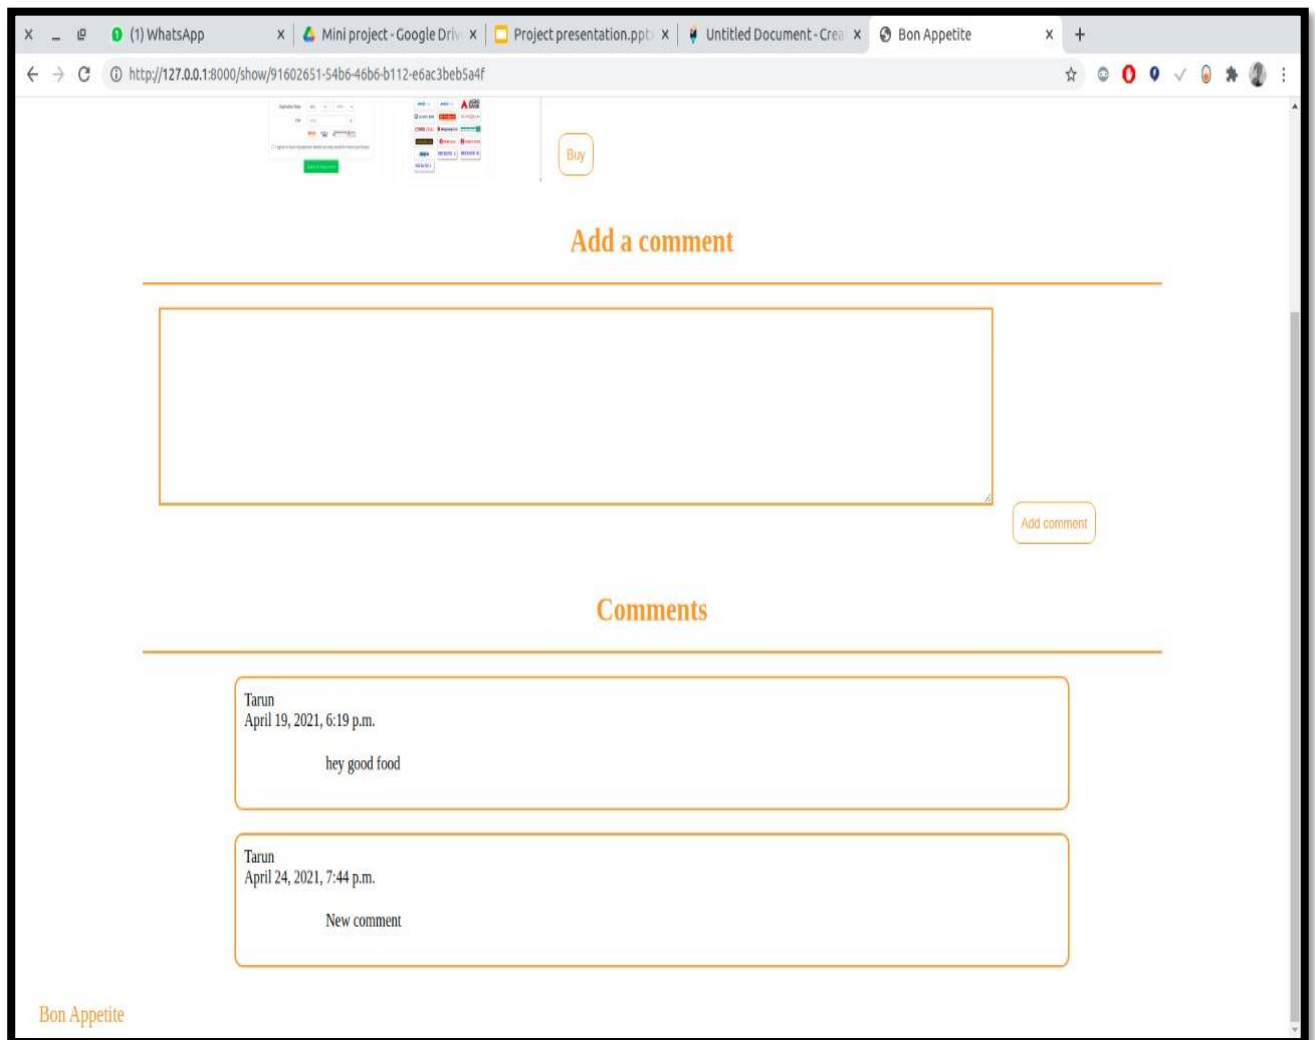 (1) WhatsApp
Mini project - Google Driv
Project presentation.ppt
Untitled Document - Crea
Bon Appetite
http://127.0.0.1:8000/show/91602651-54b6-46b6-b112-e6ac3beb5a4f
Buy
Add a comment
Add comment
Comments
Tarun
April 19, 2021, 6:19 p.m.
hey good food
Tarun
April 24, 2021, 7:44 p.m.
New comment
Bon Appetite